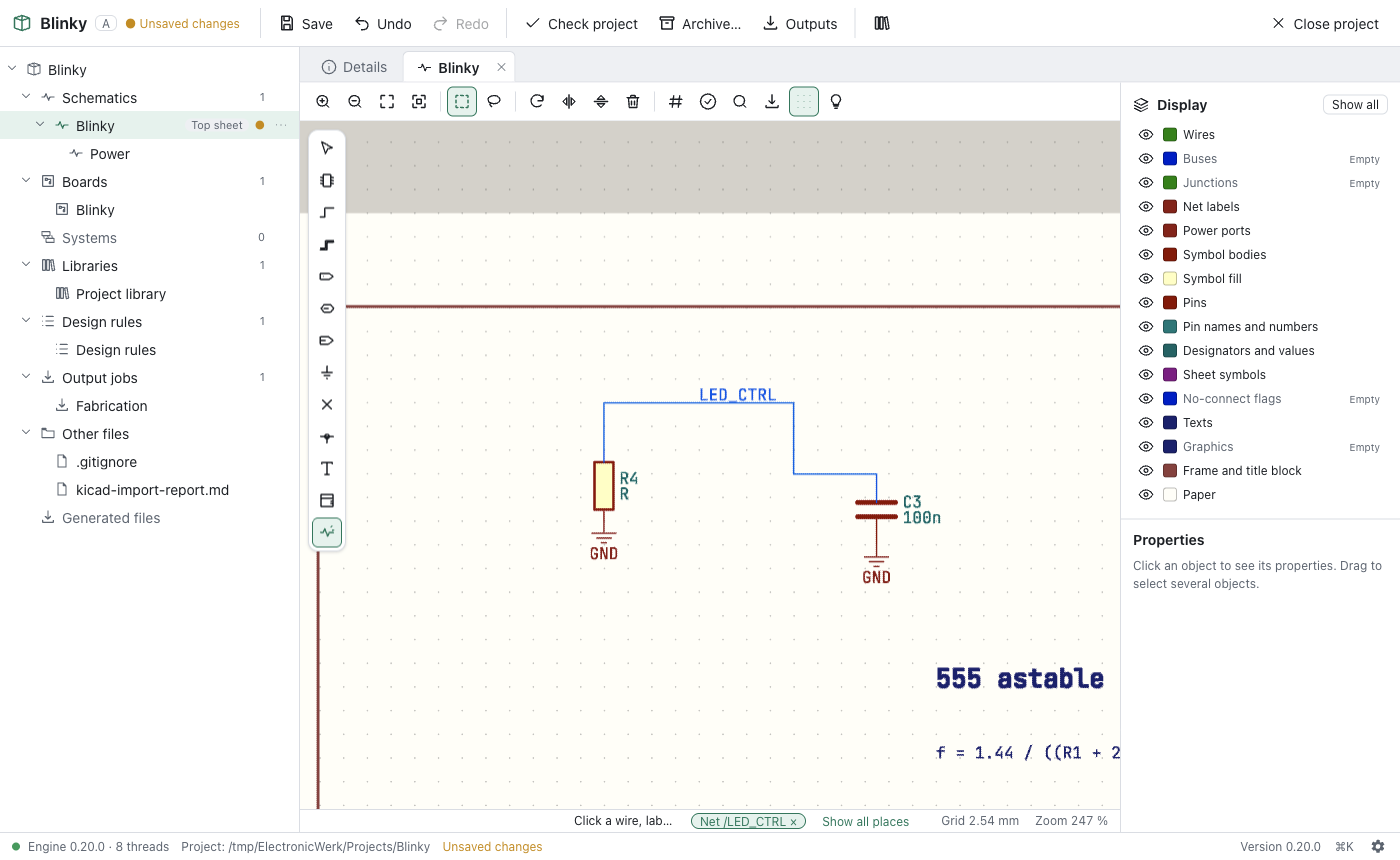 Blinky A Unsaved changes Save Undo Redo Check project Archive... Outputs Close project
Blinky
Schematics 1
Blinky Top sheet ...
Power
Boards 1
Blinky
Systems 0
Libraries 1
Project library
Design rules 1
Design rules
Output jobs 1
Fabrication
Other files
.gitignore
kicad-import-report.md
Generated files
Details Blinky
LED_CTRL
R4
R
GND
C3
100n
GND
555 astable
f = 1.44 / ((R1 + 2
Click a wire, lab... Net /LED_CTRL × Show all places Grid 2.54 mm Zoom 247 %
Display Show all
Wires
Buses Empty
Junctions Empty
Net labels
Power ports
Symbol bodies
Symbol fill
Pins
Pin names and numbers
Designators and values
Sheet symbols
No-connect flags Empty
Texts
Graphics Empty
Frame and title block
Paper
Properties
Click an object to see its properties. Drag to
select several objects.
Engine 0.20.0 · 8 threads Project: /tmp/ElectronicWerk/Projects/Blinky Unsaved changes Version 0.20.0 ⌘K